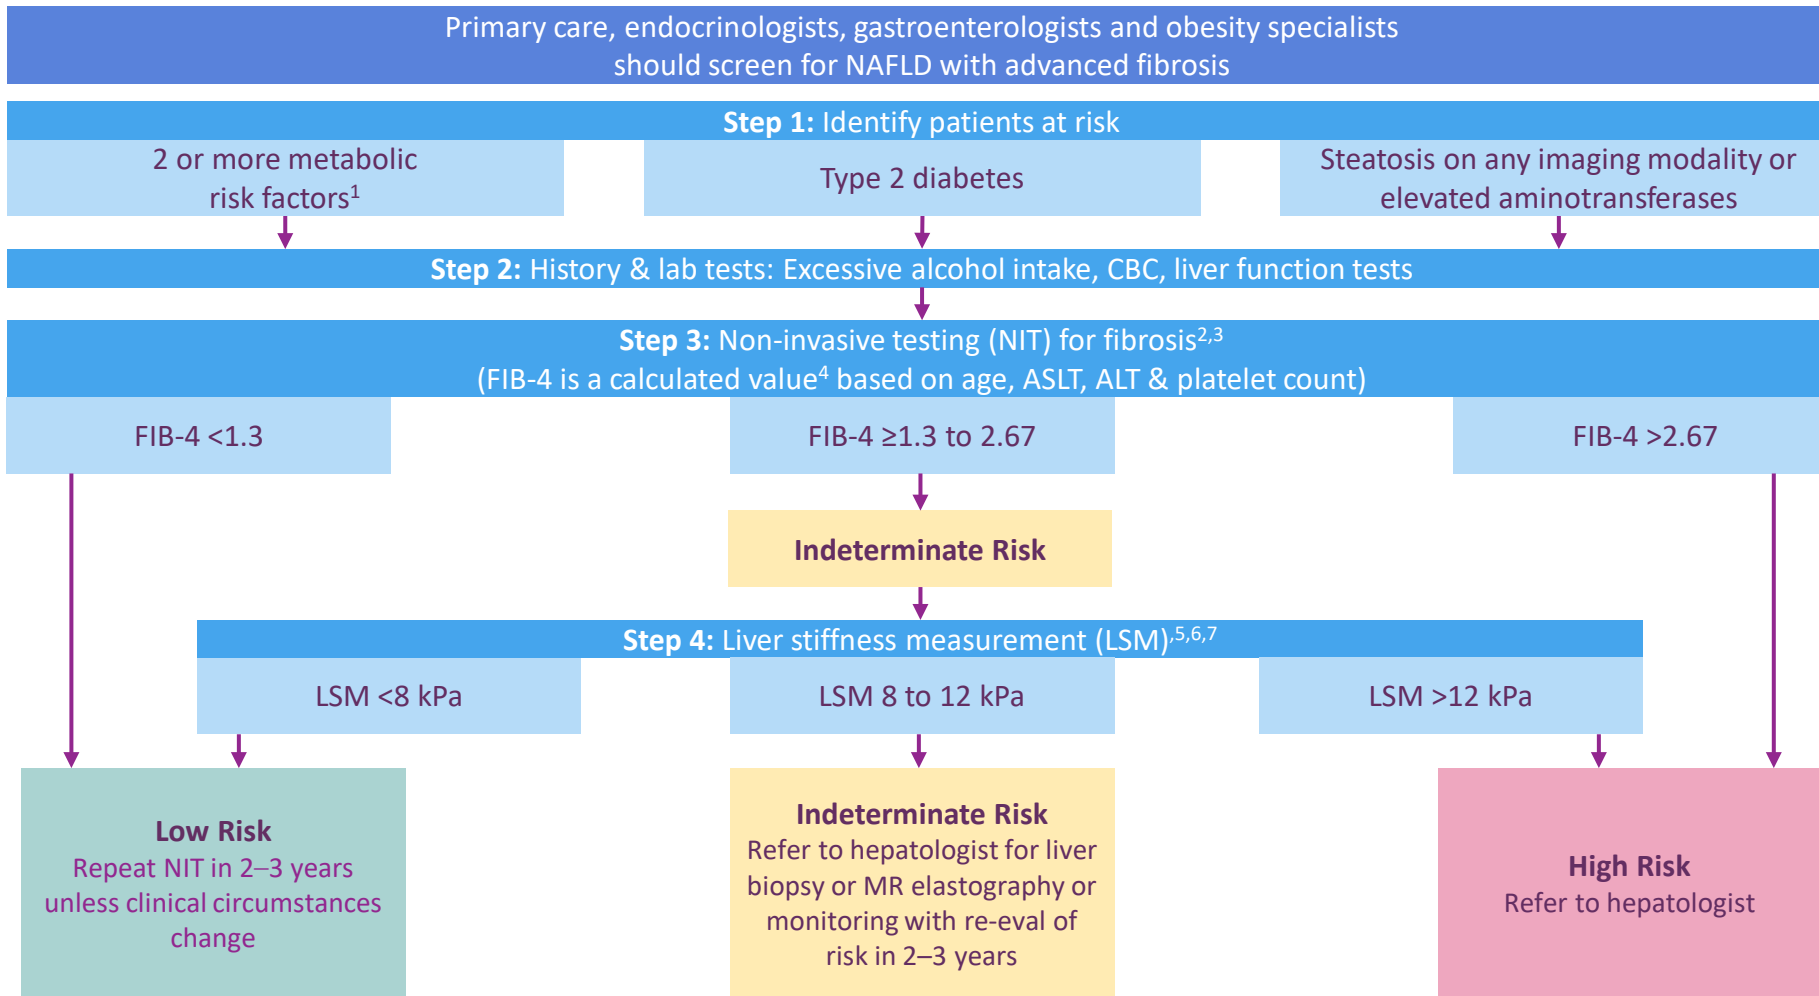 Primary care, endocrinologists, gastroenterologists and obesity specialists
should screen for NAFLD with advanced fibrosis
Step 1: Identify patients at risk
2 or more metabolic
risk factors¹
Type 2 diabetes
Steatosis on any imaging modality or
elevated aminotransferases
Step 2: History & lab tests: Excessive alcohol intake, CBC, liver function tests
Step 3: Non-invasive testing (NIT) for fibrosis²,³
(FIB-4 is a calculated value⁴ based on age, ASLT, ALT & platelet count)
FIB-4 <1.3
FIB-4 ≥1.3 to 2.67
FIB-4 >2.67
Indeterminate Risk
Step 4: Liver stiffness measurement (LSM),⁵,⁶,⁷
LSM <8 kPa
LSM 8 to 12 kPa
LSM >12 kPa
Low Risk
Repeat NIT in 2–3 years
unless clinical circumstances
change
Indeterminate Risk
Refer to hepatologist for liver
biopsy or MR elastography or
monitoring with re-eval of
risk in 2–3 years
High Risk
Refer to hepatologist